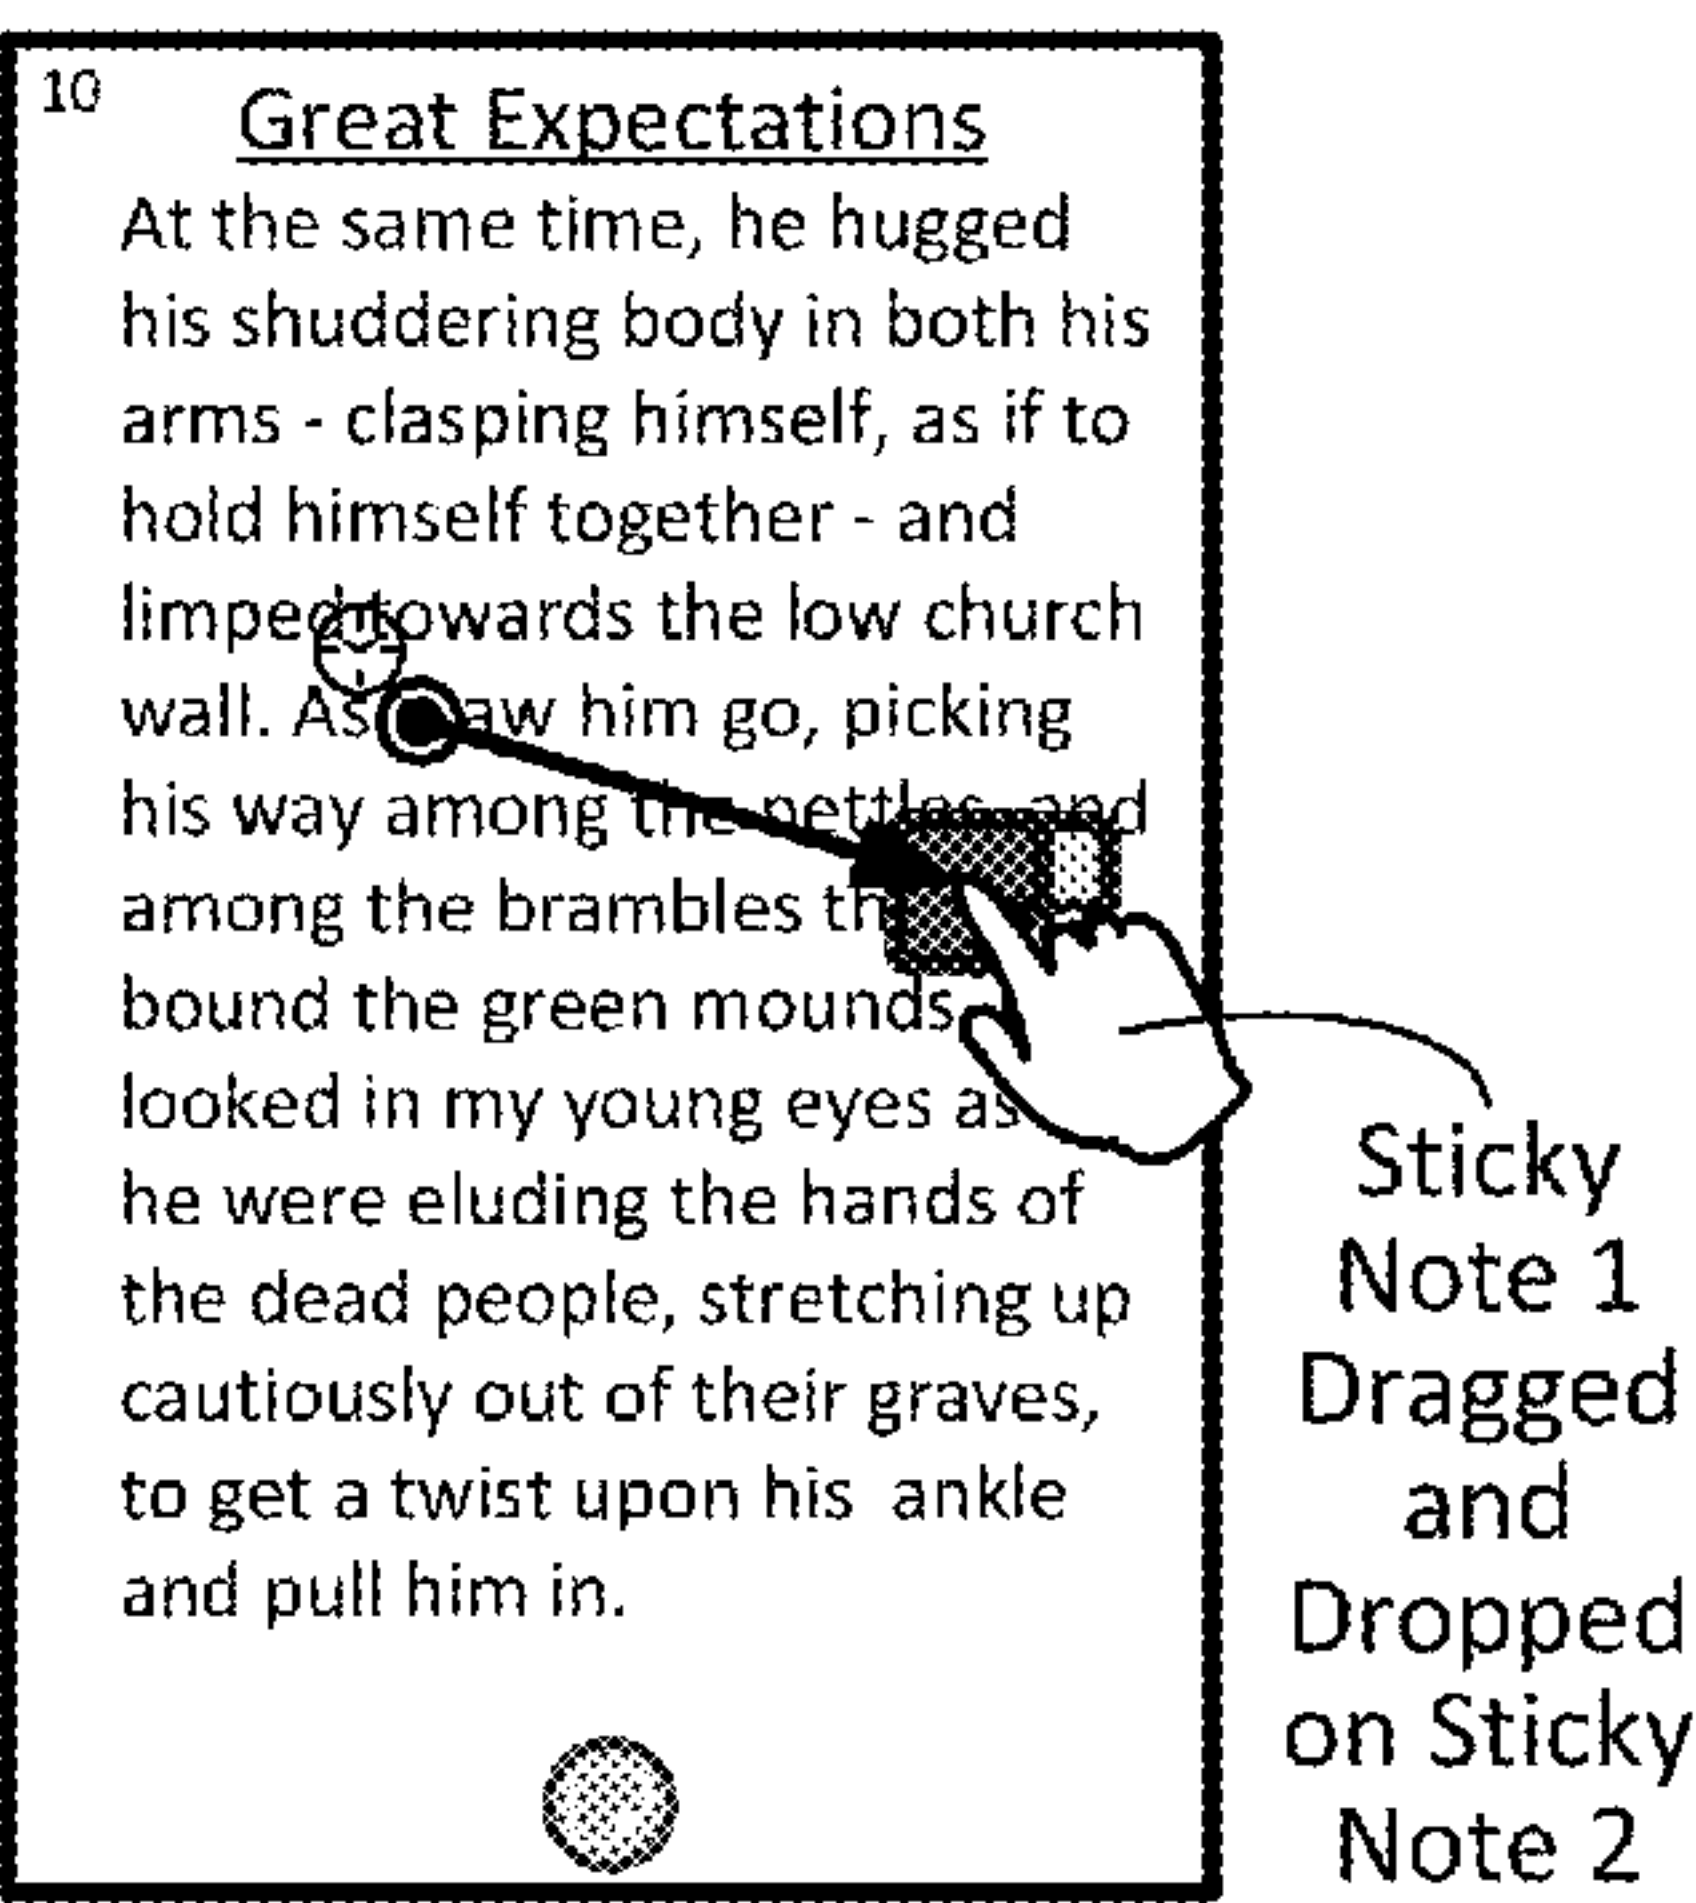 10
Great Expectations
At the same time, he hugged
his shuddering body in both his
arms - clasping himself, as if to
hold himself together - and
limped towards the low church
wall. As aw him go, picking
his way among the nettles, and
among the brambles th
bound the green mounds,
looked in my young eyes as
he were eluding the hands of
the dead people, stretching up
cautiously out of their graves,
to get a twist upon his ankle
and pull him in.
Sticky
Note 1
Dragged
and
Dropped
on Sticky
Note 2